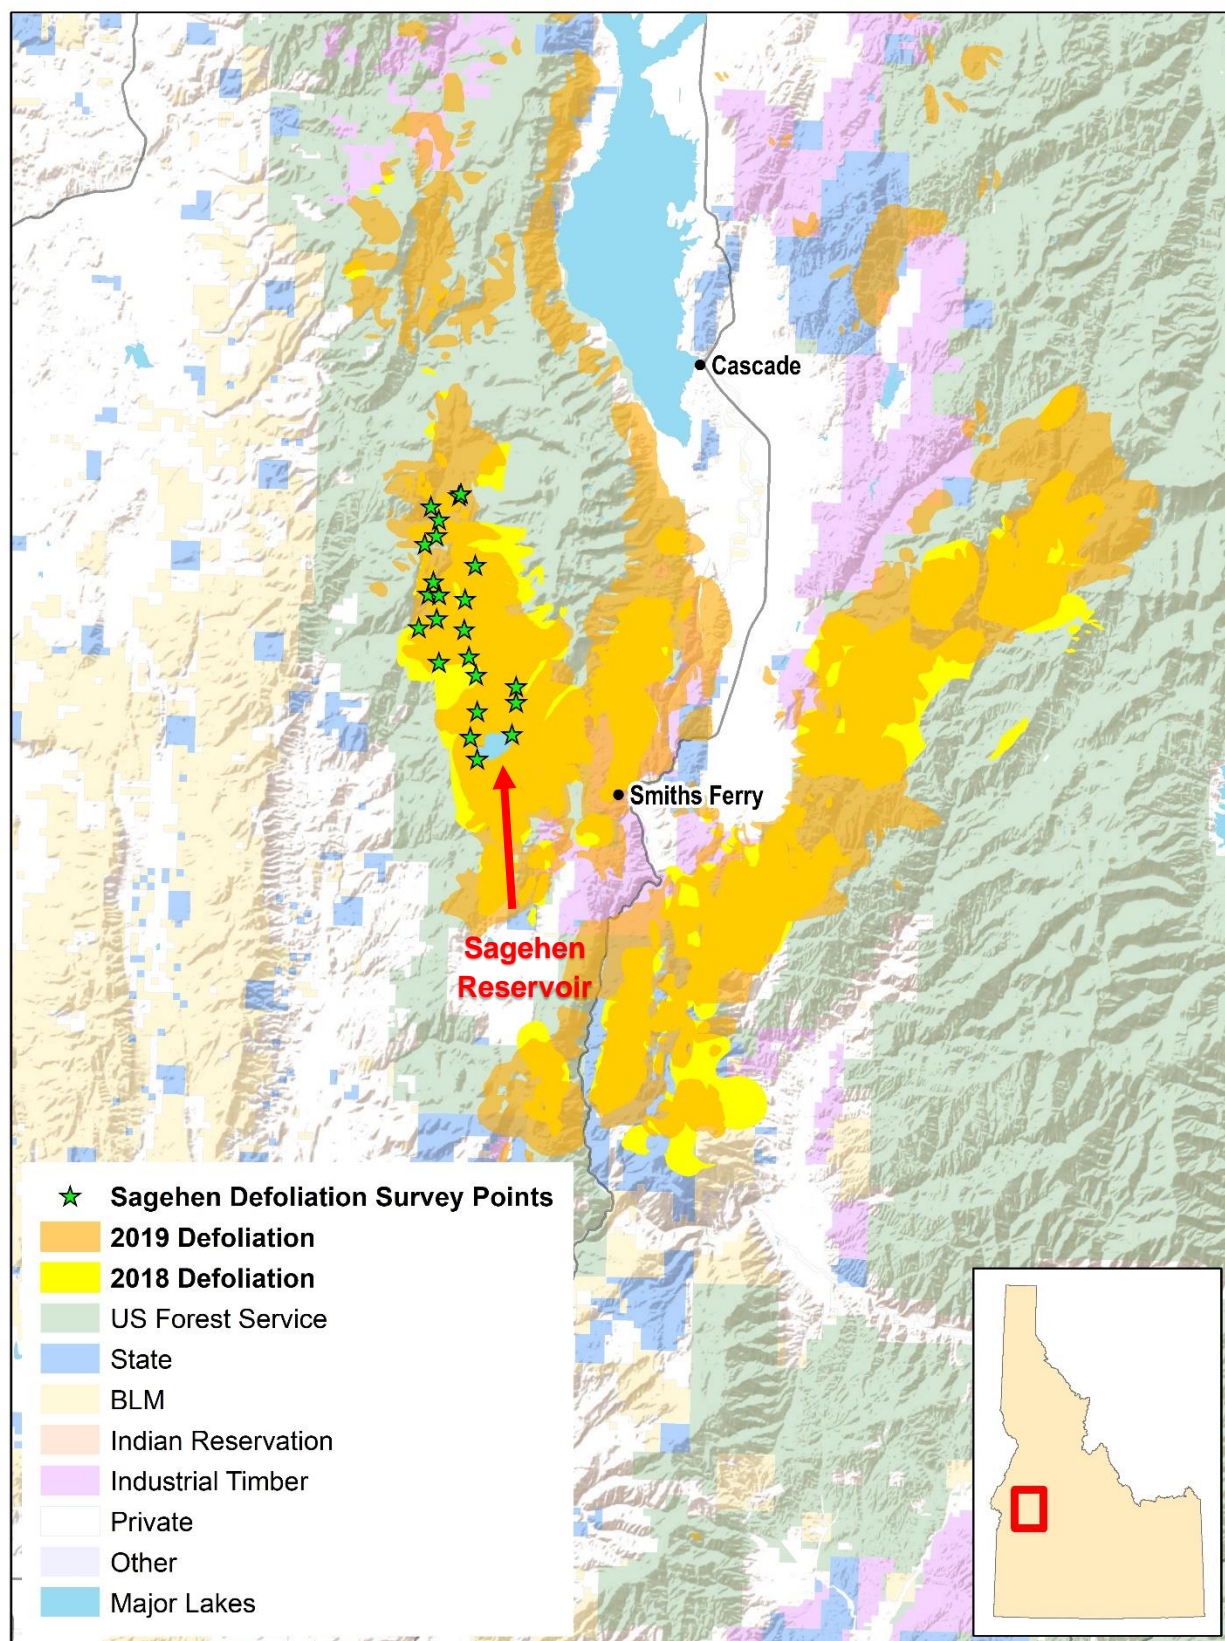 Cascade
Smiths Ferry
Sagehen
Reservoir
Sagehen Defoliation Survey Points
2019 Defoliation
2018 Defoliation
US Forest Service
State
BLM
Indian Reservation
Industrial Timber
Private
Other
Major Lakes